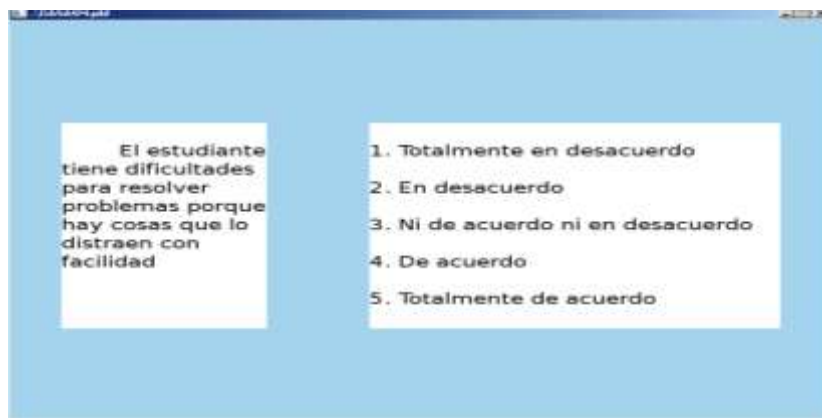 El estudiante
tiene dificultades
para resolver
problemas porque
hay cosas que lo
distraen con
facilidad
1. Totalmente en desacuerdo
2. En desacuerdo
3. Ni de acuerdo ni en desacuerdo
4. De acuerdo
5. Totalmente de acuerdo